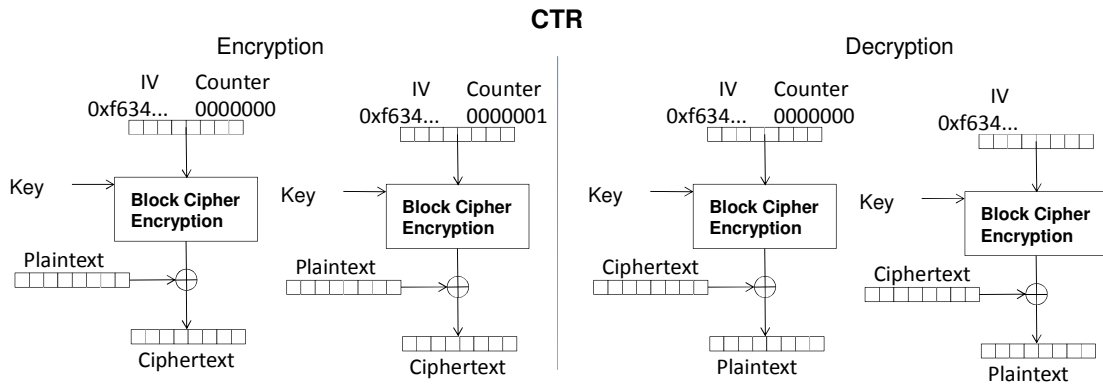 CTR
Encryption
Decryption
IV Counter
0xf634... 0000000
IV Counter
0xf634... 0000001
IV Counter
0xf634... 0000000
IV
0xf634...
Key
Block Cipher
Encryption
Key
Block Cipher
Encryption
Key
Block Cipher
Encryption
Key
Block Cipher
Encryption
Plaintext
Plaintext
Ciphertext
Ciphertext
Ciphertext
Ciphertext
Plaintext
Plaintext